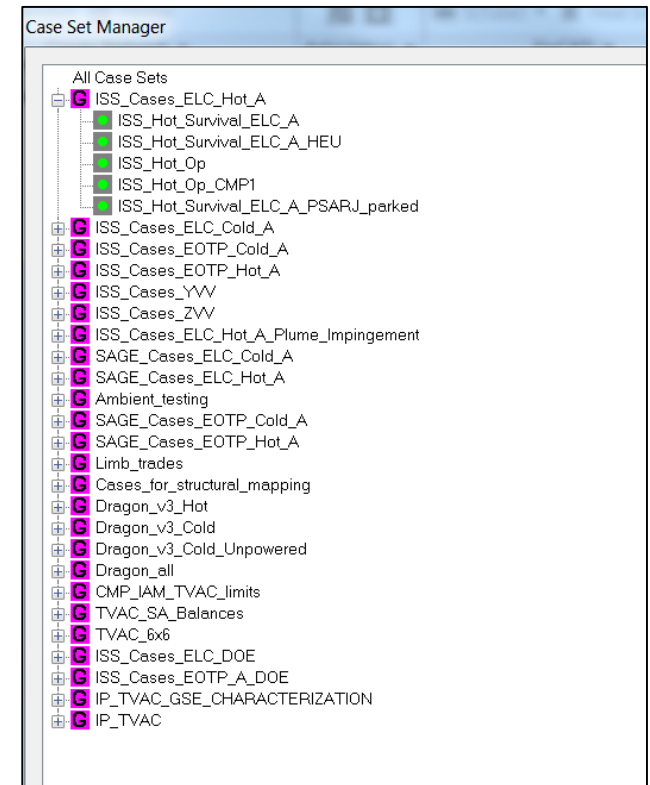 Case Set Manager
All Case Sets
G ISS_Cases_ELC_Hot_A
ISS_Hot_Survival_ELC_A
ISS_Hot_Survival_ELC_A_HEU
ISS_Hot_Op
ISS_Hot_Op_CMP1
ISS_Hot_Survival_ELC_A_PSARJ_parked
G ISS_Cases_ELC_Cold_A
G ISS_Cases_EOTP_Cold_A
G ISS_Cases_EOTP_Hot_A
G ISS_Cases_YVV
G ISS_Cases_ZVV
G ISS_Cases_ELC_Hot_A_Plume_Impingement
G SAGE_Cases_ELC_Cold_A
G SAGE_Cases_ELC_Hot_A
G Ambient_testing
G SAGE_Cases_EOTP_Cold_A
G SAGE_Cases_EOTP_Hot_A
G Limb_trades
G Cases_for_structural_mapping
G Dragon_v3_Hot
G Dragon_v3_Cold
G Dragon_v3_Cold_Unpowered
G Dragon_all
G CMP_IAM_TVAC_limits
G TVAC_SA_Balances
G TVAC_6x6
G ISS_Cases_ELC_DOE
G ISS_Cases_EOTP_A_DOE
G IP_TVAC_GSE_CHARACTERIZATION
G IP_TVAC